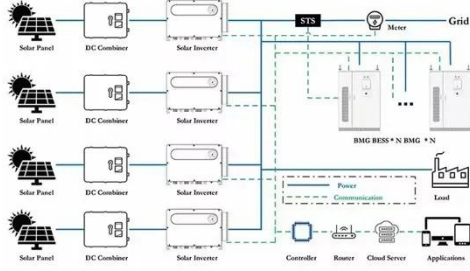 STS
Meter
Grid
Solar Panel DC Combiner Solar Inverter
BMG BESS * N BMG * N
Solar Panel DC Combiner Solar Inverter
Power
Communication
Load
Solar Panel DC Combiner Solar Inverter
Controller Router Cloud Server Applications
Solar Panel DC Combiner Solar Inverter